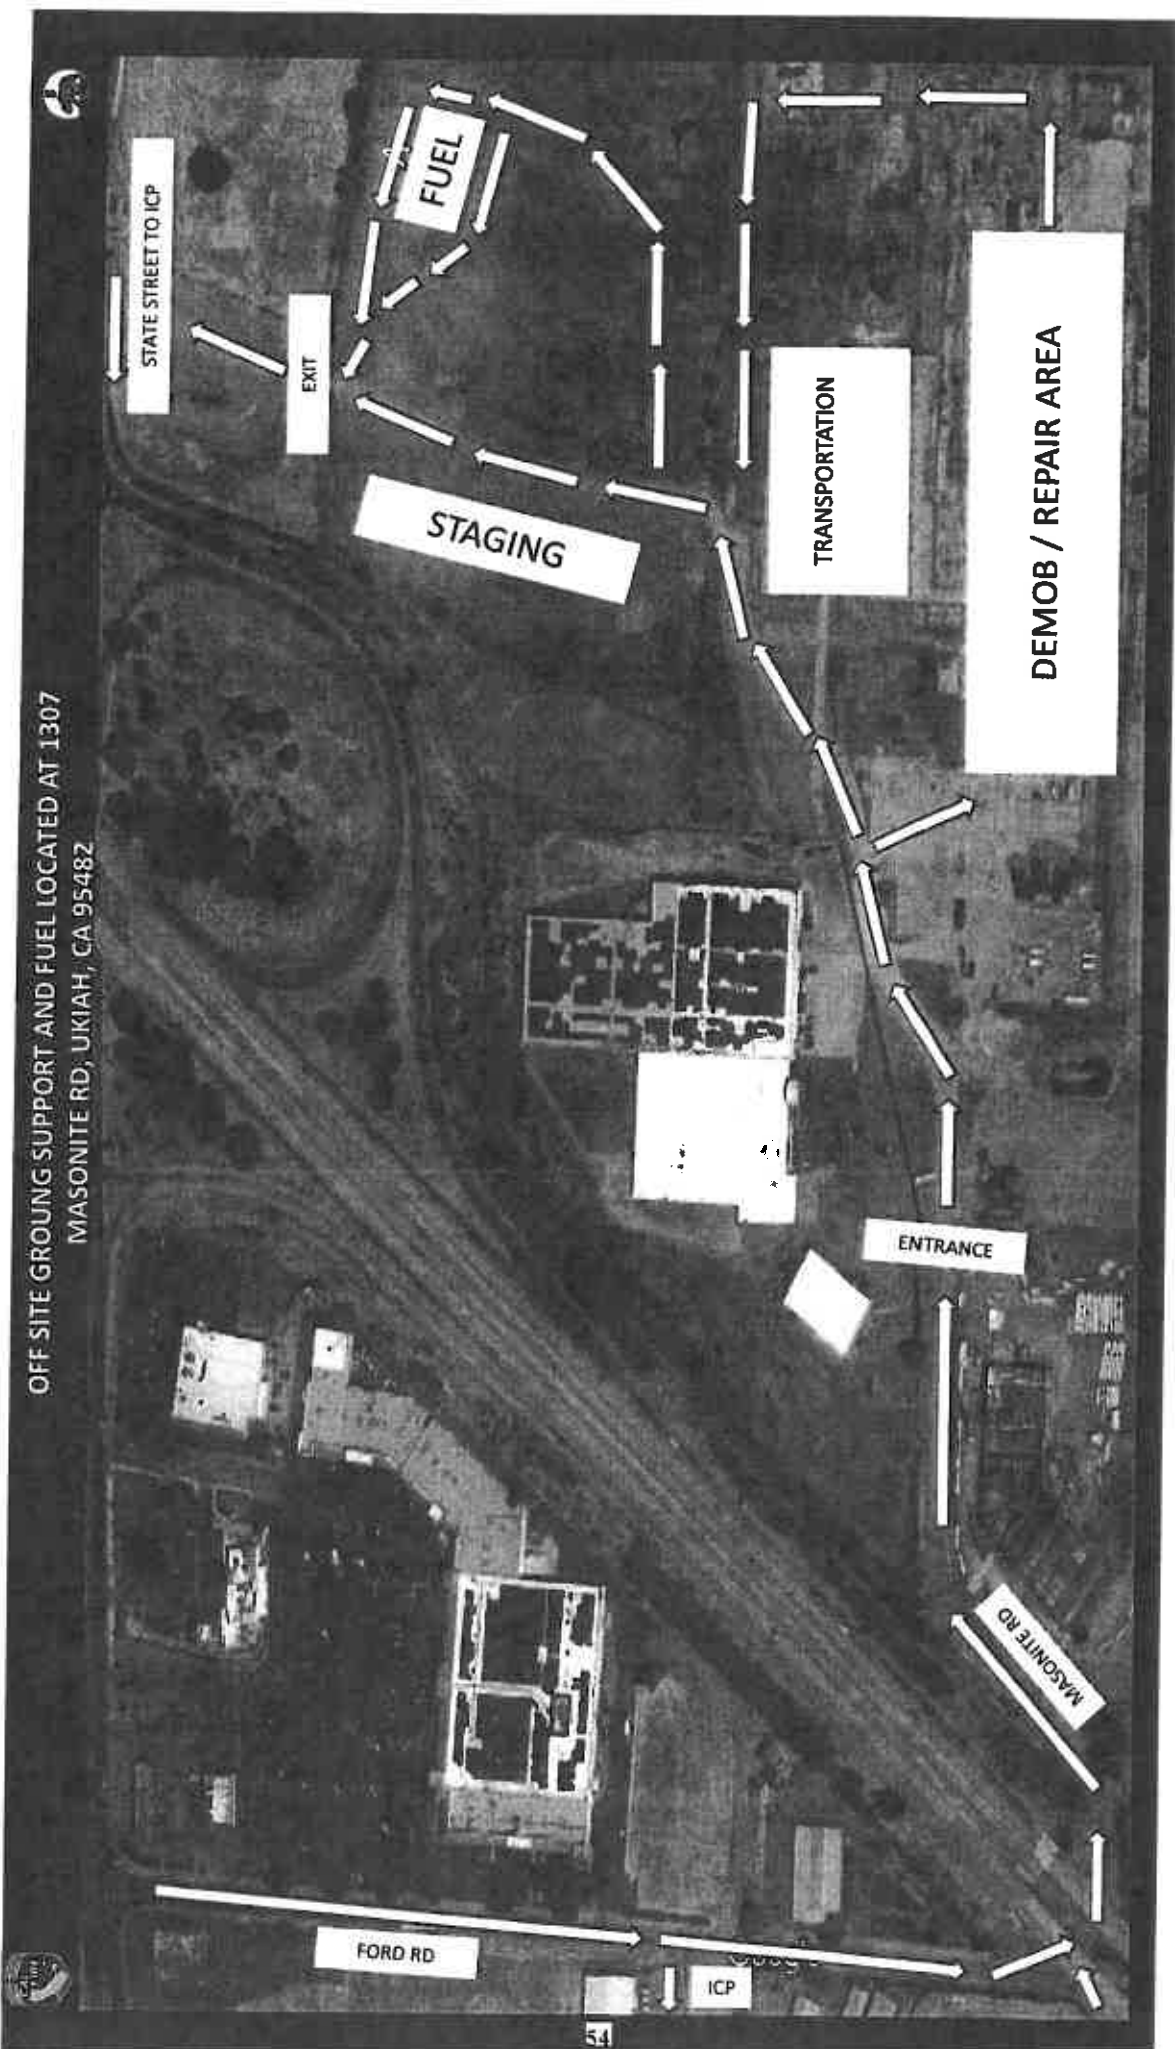 OFF SITE GROUNG SUPPORT AND FUEL LOCATED AT 1307
MASONITE RD, UKIAH, CA 95482
STATE STREET TO ICP
FUEL
EXIT
STAGING
TRANSPORTATION
DEMOB / REPAIR AREA
ENTRANCE
MASONITE RD
FORD RD
ICP
54